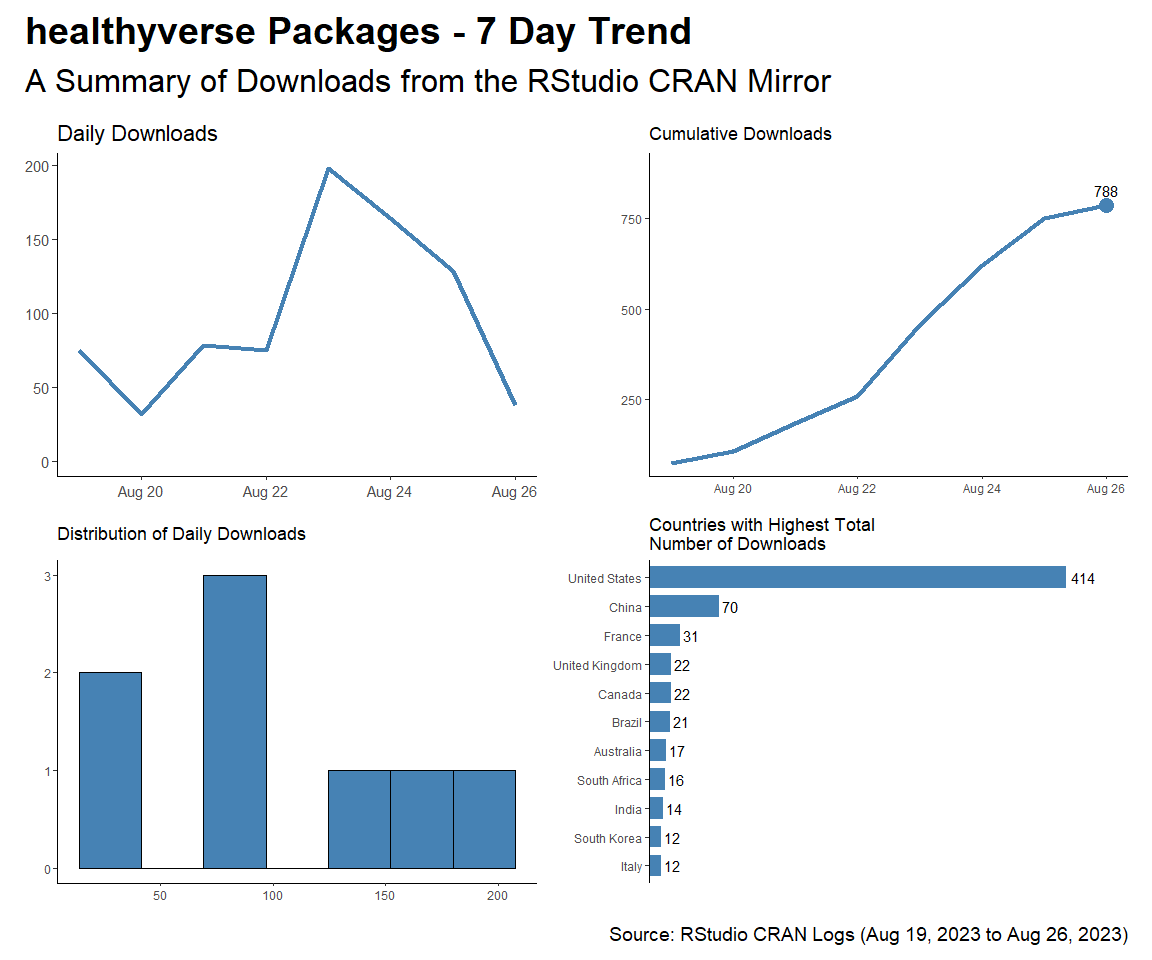 healthyverse Packages - 7 Day Trend
A Summary of Downloads from the RStudio CRAN Mirror
Daily Downloads
200
150
100
50
0
Aug 20 Aug 22 Aug 24 Aug 26
Cumulative Downloads
788
750
500
250
Aug 20 Aug 22 Aug 24 Aug 26
Distribution of Daily Downloads
3
2
1
0
50 100 150 200
Countries with Highest Total
Number of Downloads
United States 414
China 70
France 31
United Kingdom 22
Canada 22
Brazil 21
Australia 17
South Africa 16
India 14
South Korea 12
Italy 12
Source: RStudio CRAN Logs (Aug 19, 2023 to Aug 26, 2023)